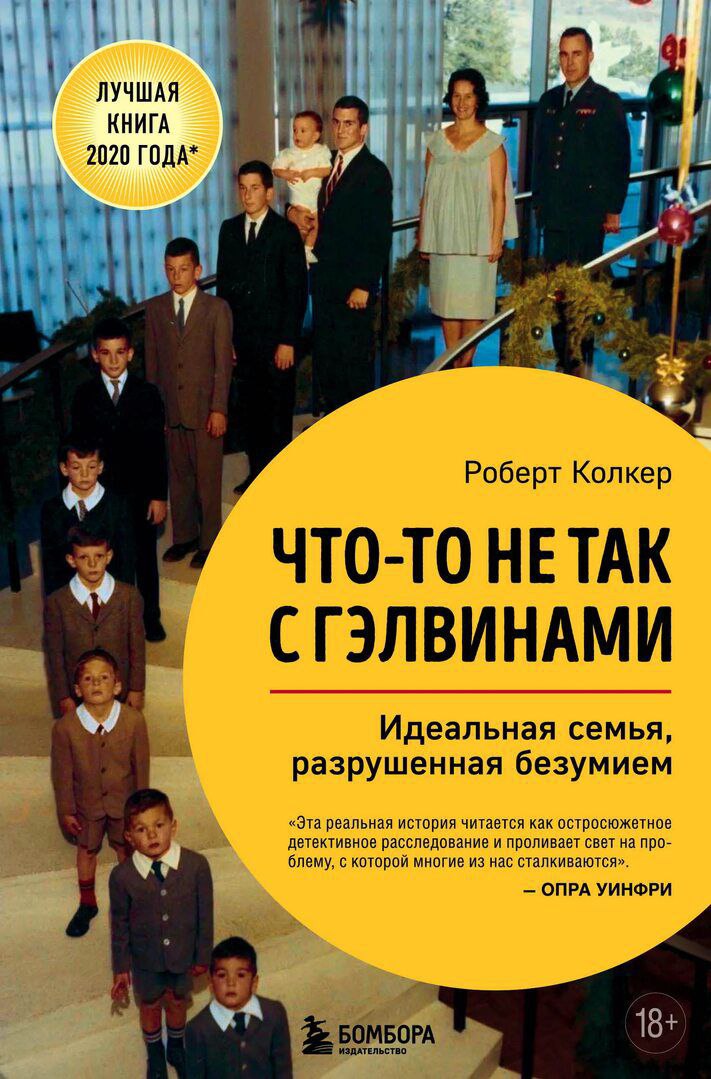 ЛУЧШАЯ
КНИГА
2020 ГОДА*
Роберт Колкер
ЧТО-ТО НЕ ТАК
С ГЭЛВИНАМИ
Идеальная семья,
разрушенная безумием
«Эта реальная история читается как остросюжетное
детективное расследование и проливает свет на про-
блему, с которой многие из нас сталкиваются».
— ОПРА УИНФРИ
БОМБОРА
ИЗДАТЕЛЬСТВО
18+